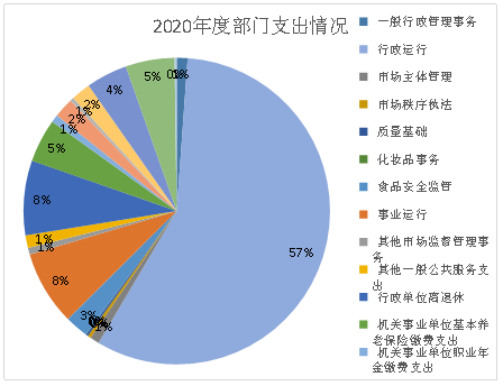 2020年度部门支出情况
一般行政管理事务
行政运行
市场主体管理
市场秩序执法
质量基础
化妆品事务
食品安全监管
事业运行
其他市场监督管理事
务
其他一般公共服务支
出
行政单位离退休
机关事业单位基本养
老保险缴费支出
机关事业单位职业年
金缴费支出
5%
4%
2%
1%
2%
1%
5%
8%
1%
1%
8%
3%
1%
57%